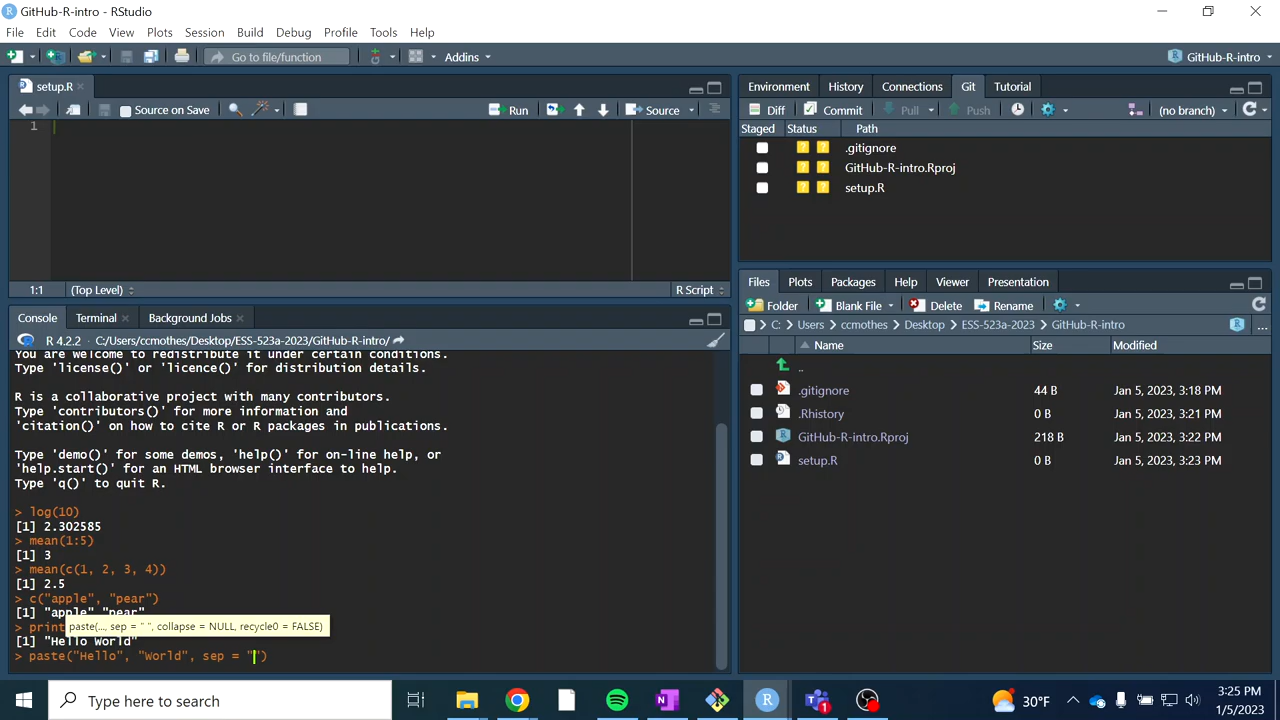 GitHub-R-intro - RStudio
File Edit Code View Plots Session Build Debug Profile Tools Help
Go to file/function Addins GitHub-R-intro
setup.R
Source on Save Run Source
1
1:1 (Top Level) R Script
Console Terminal Background Jobs
R 4.2.2 · C:/Users/ccmothes/Desktop/ESS-523a-2023/GitHub-R-intro/
You are welcome to redistribute it under certain conditions.
Type 'license()' or 'licence()' for distribution details.
R is a collaborative project with many contributors.
Type 'contributors()' for more information and
'citation()' on how to cite R or R packages in publications.
Type 'demo()' for some demos, 'help()' for on-line help, or
'help.start()' for an HTML browser interface to help.
Type 'q()' to quit R.
> log(10)
[1] 2.302585
> mean(1:5)
[1] 3
> mean(c(1, 2, 3, 4))
[1] 2.5
> c("apple", "pear")
[1] "apple" "pear"
> print
paste(..., sep = " ", collapse = NULL, recycle0 = FALSE)
[1] "Hello World"
> paste("Hello", "World", sep = "")
Environment History Connections Git Tutorial
Diff Commit Pull Push (no branch)
Staged Status Path
.gitignore
GitHub-R-intro.Rproj
setup.R
Files Plots Packages Help Viewer Presentation
Folder Blank File Delete Rename
C: Users ccmothes Desktop ESS-523a-2023 GitHub-R-intro ...
Name Size Modified
..
.gitignore 44 B Jan 5, 2023, 3:18 PM
.Rhistory 0 B Jan 5, 2023, 3:21 PM
GitHub-R-intro.Rproj 218 B Jan 5, 2023, 3:22 PM
setup.R 0 B Jan 5, 2023, 3:23 PM
Type here to search
30°F
3:25 PM
1/5/2023